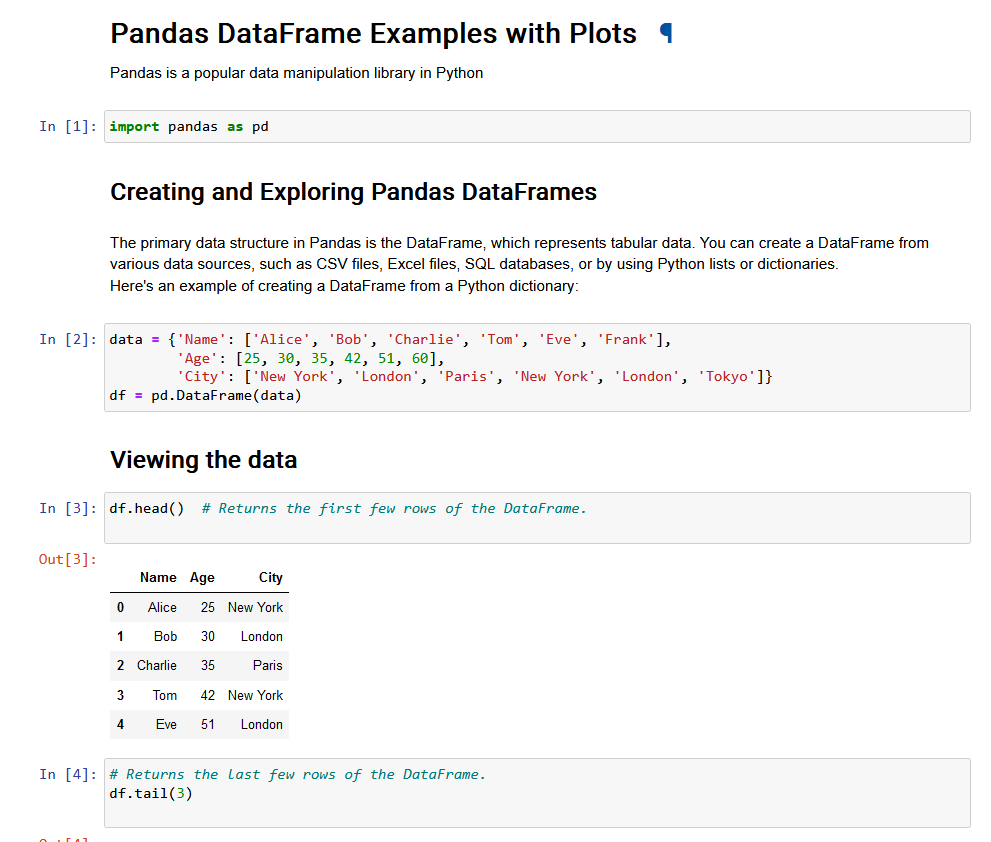 Pandas DataFrame Examples with Plots ¶
Pandas is a popular data manipulation library in Python
In [1]: import pandas as pd
Creating and Exploring Pandas DataFrames
The primary data structure in Pandas is the DataFrame, which represents tabular data. You can create a DataFrame from
various data sources, such as CSV files, Excel files, SQL databases, or by using Python lists or dictionaries.
Here's an example of creating a DataFrame from a Python dictionary:
In [2]: data = {'Name': ['Alice', 'Bob', 'Charlie', 'Tom', 'Eve', 'Frank'],
'Age': [25, 30, 35, 42, 51, 60],
'City': ['New York', 'London', 'Paris', 'New York', 'London', 'Tokyo']}
df = pd.DataFrame(data)
Viewing the data
In [3]: df.head()  # Returns the first few rows of the DataFrame.
Out[3]:
Name Age City
0 Alice 25 New York
1 Bob 30 London
2 Charlie 35 Paris
3 Tom 42 New York
4 Eve 51 London
In [4]: # Returns the last few rows of the DataFrame.
df.tail(3)